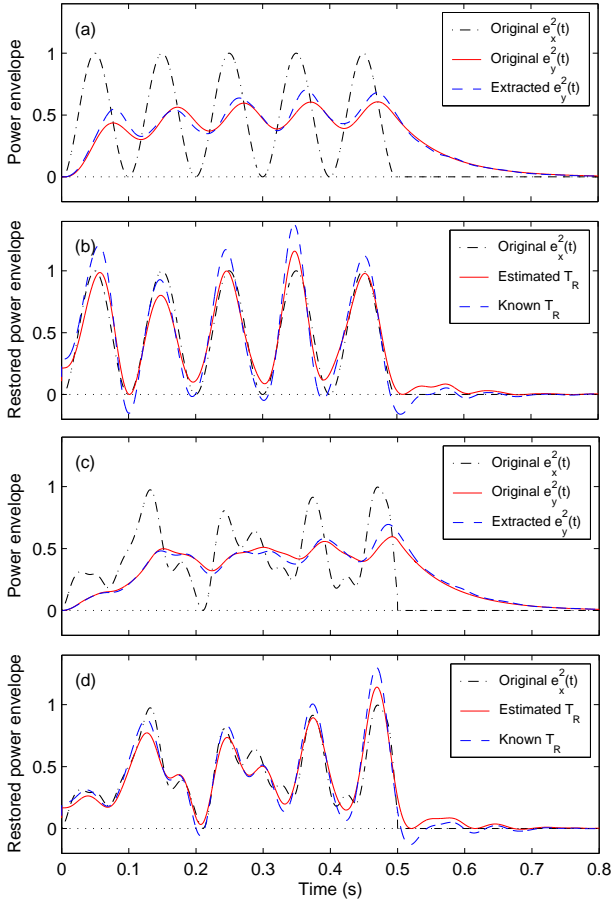 (a)
Original e_x^2(t)
Original e_y^2(t)
Extracted e_y^2(t)
Power envelope
1
0.5
0
(b)
Original e_x^2(t)
Estimated T_R
Known T_R
Restored power envelope
1
0.5
0
(c)
Original e_x^2(t)
Original e_y^2(t)
Extracted e_y^2(t)
Power envelope
1
0.5
0
(d)
Original e_x^2(t)
Estimated T_R
Known T_R
Restored power envelope
1
0.5
0
0 0.1 0.2 0.3 0.4 0.5 0.6 0.7 0.8
Time (s)